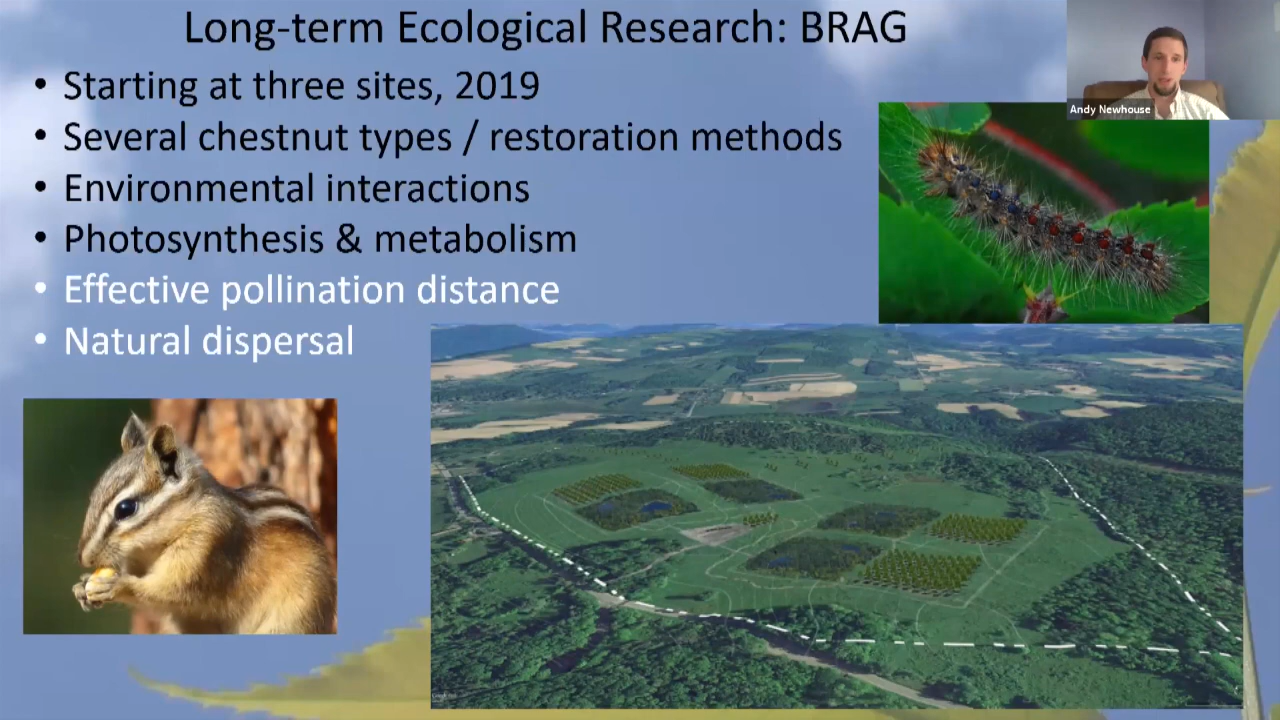 Long-term Ecological Research: BRAG
• Starting at three sites, 2019
• Several chestnut types / restoration methods
• Environmental interactions
• Photosynthesis & metabolism
• Effective pollination distance
• Natural dispersal
Andy Newhouse